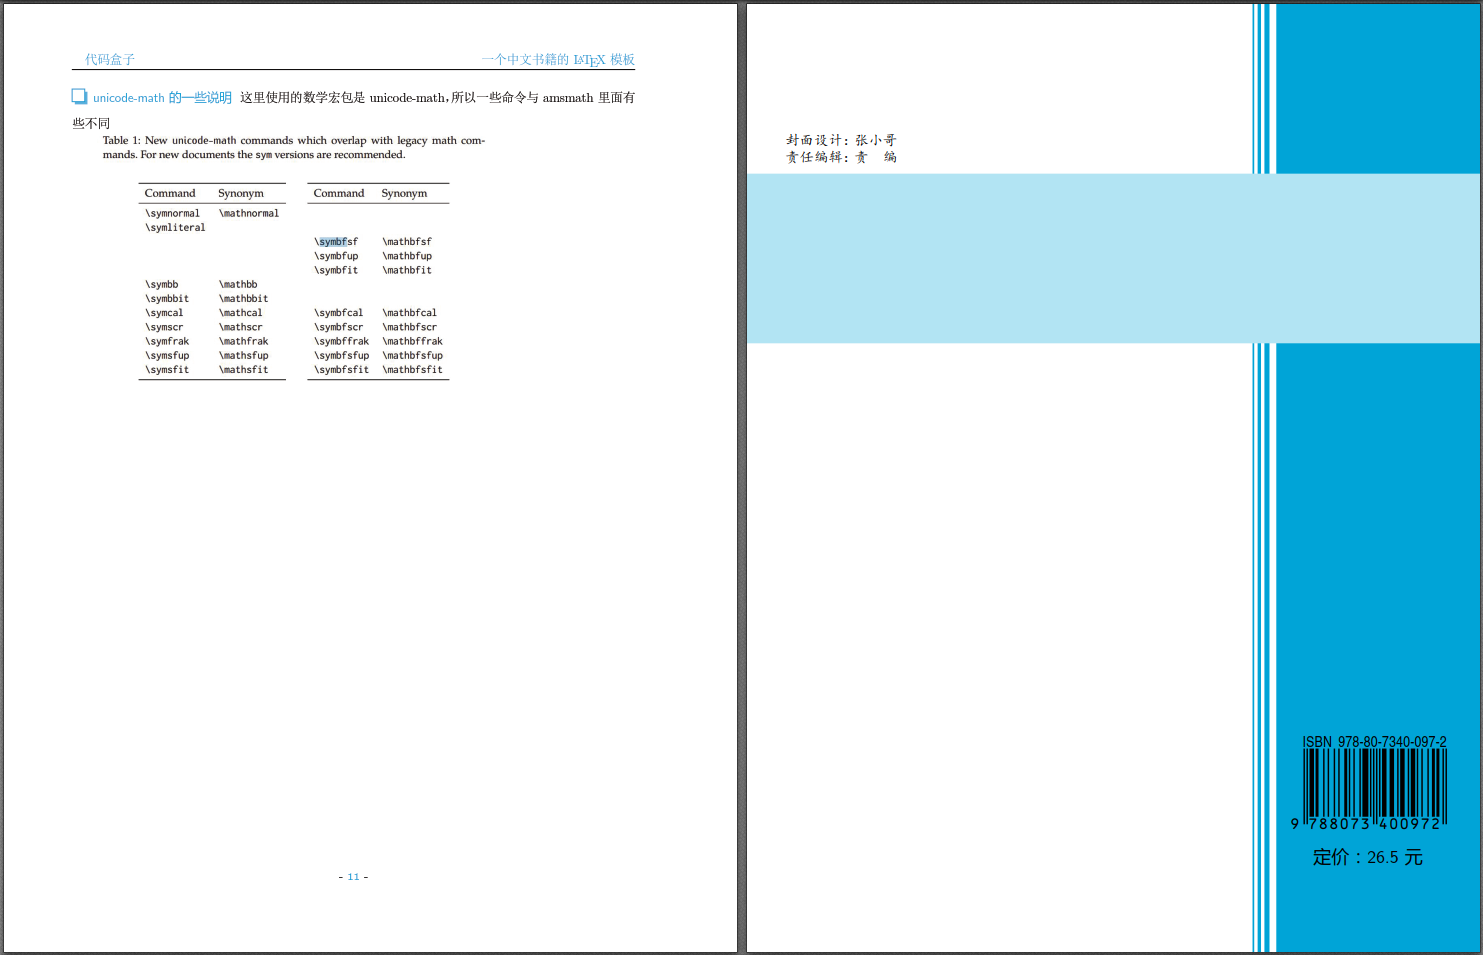 代码盒子 一个中文书籍的 LATEX 模板
unicode-math 的一些说明 这里使用的数学宏包是 unicode-math,所以一些命令与 amsmath 里面有
些不同
Table 1: New unicode-math commands which overlap with legacy math com-
mands. For new documents the sym versions are recommended.
Command Synonym Command Synonym
\symnormal \mathnormal
\symliteral
\symbfsf \mathbfsf
\symbfup \mathbfup
\symbfit \mathbfit
\symbb \mathbb
\symbbit \mathbbit
\symcal \mathcal \symbfcal \mathbfcal
\symscr \mathscr \symbfscr \mathbfscr
\symfrak \mathfrak \symbffrak \mathbffrak
\symsfup \mathsfup \symbfsfup \mathbfsfup
\symsfit \mathsfit \symbfsfit \mathbfsfit
- 11 -
封面设计：张小哥
责任编辑：责 编
ISBN 978-80-7340-097-2
9 788073 400972
定价：26.5 元